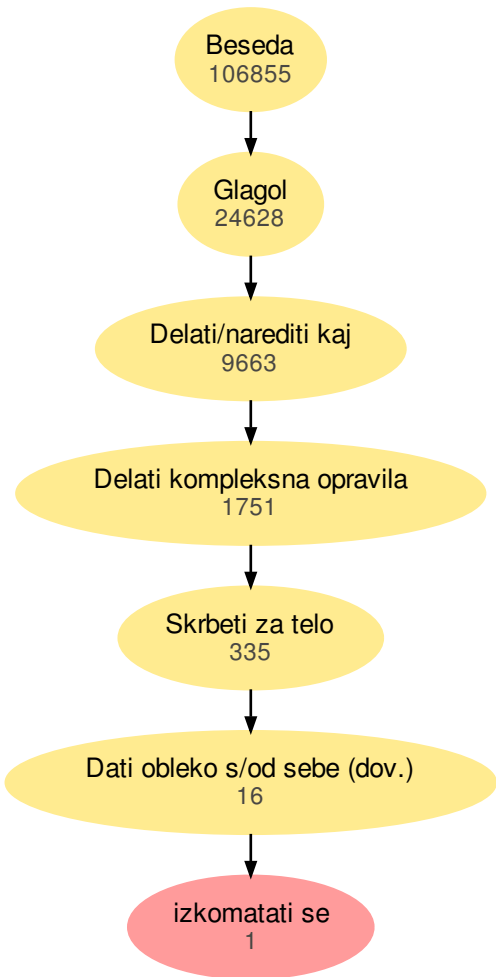 Beseda
106855
Glagol
24628
Delati/narediti kaj
9663
Delati kompleksna opravila
1751
Skrbeti za telo
335
Dati obleko s/od sebe (dov.)
16
izkomatati se
1